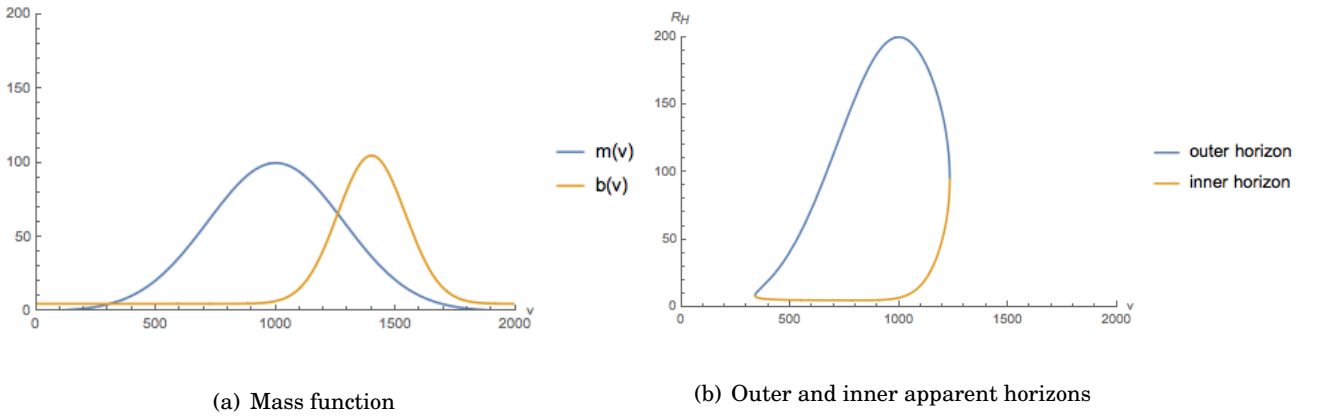 200
150
100
50
0
0 500 1000 1500 2000
v
m(v)
b(v)
(a) Mass function
R_H
200
150
100
50
0
0 500 1000 1500 2000
v
outer horizon
inner horizon
(b) Outer and inner apparent horizons